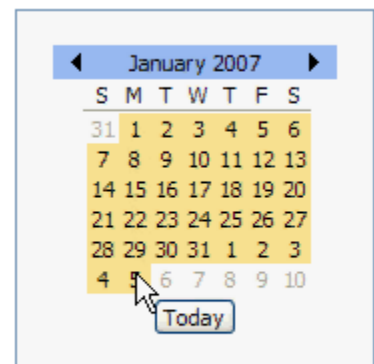 January 2007
S M T W T F S
31 1 2 3 4 5 6
7 8 9 10 11 12 13
14 15 16 17 18 19 20
21 22 23 24 25 26 27
28 29 30 31 1 2 3
4 5 6 7 8 9 10
Today